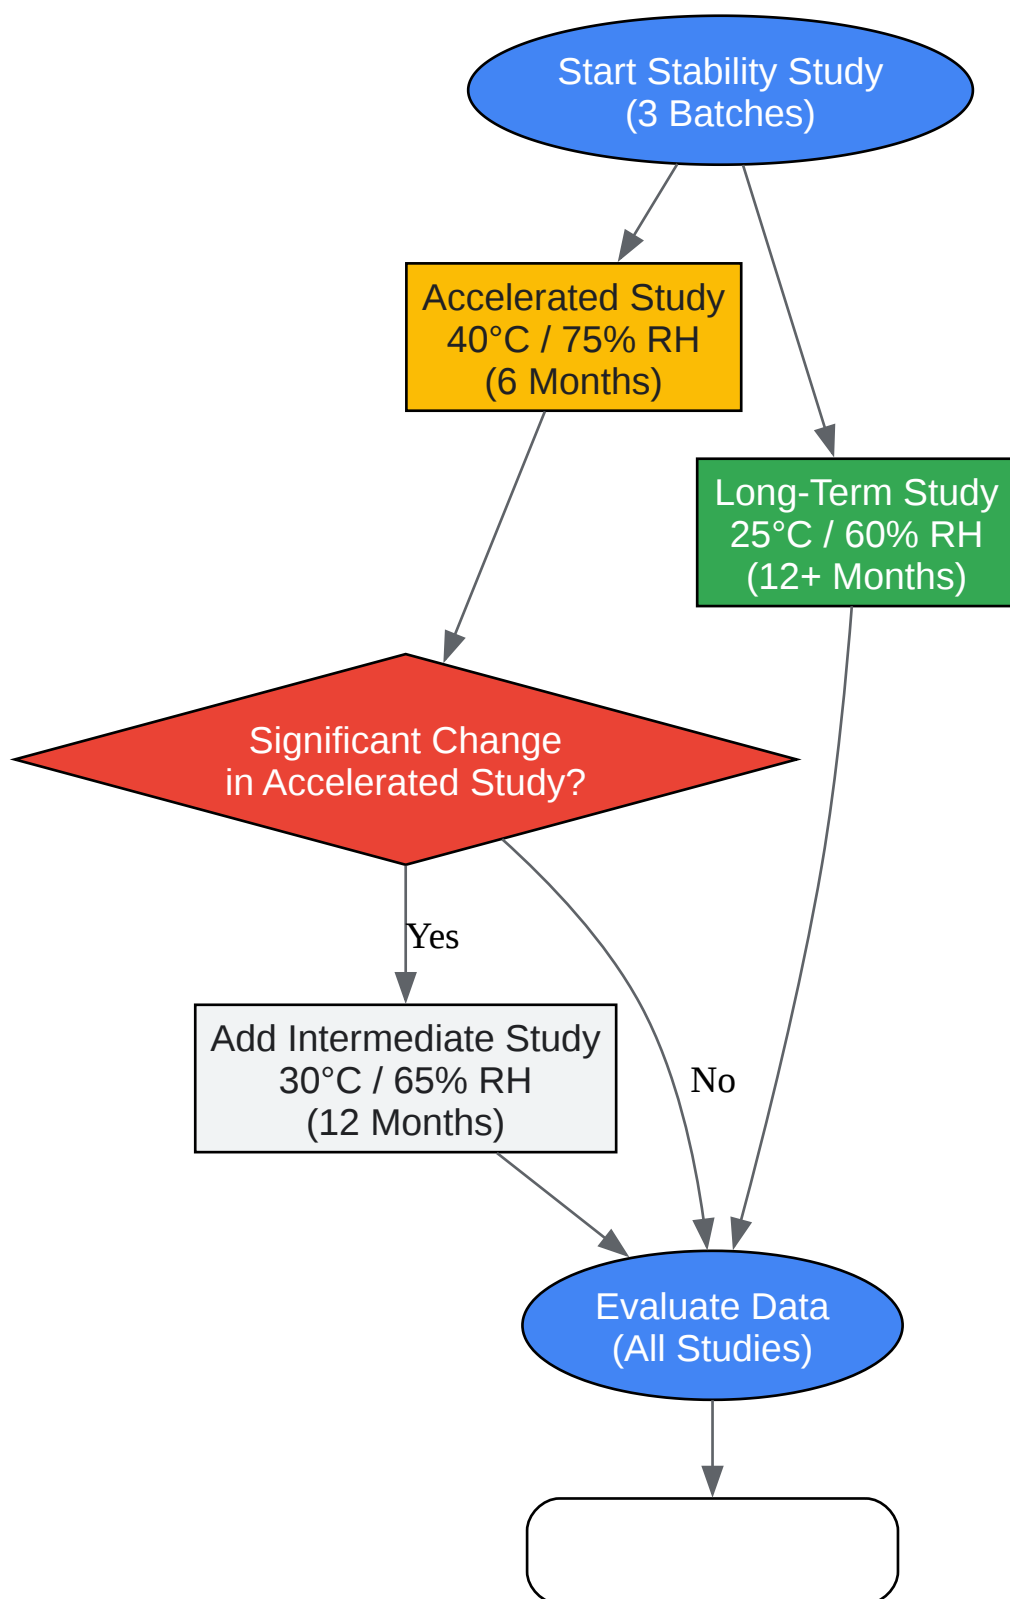 Start Stability Study
(3 Batches)
Accelerated Study
40°C / 75% RH
(6 Months)
Long-Term Study
25°C / 60% RH
(12+ Months)
Significant Change
in Accelerated Study?
Yes
Add Intermediate Study
30°C / 65% RH
(12 Months)
No
Evaluate Data
(All Studies)